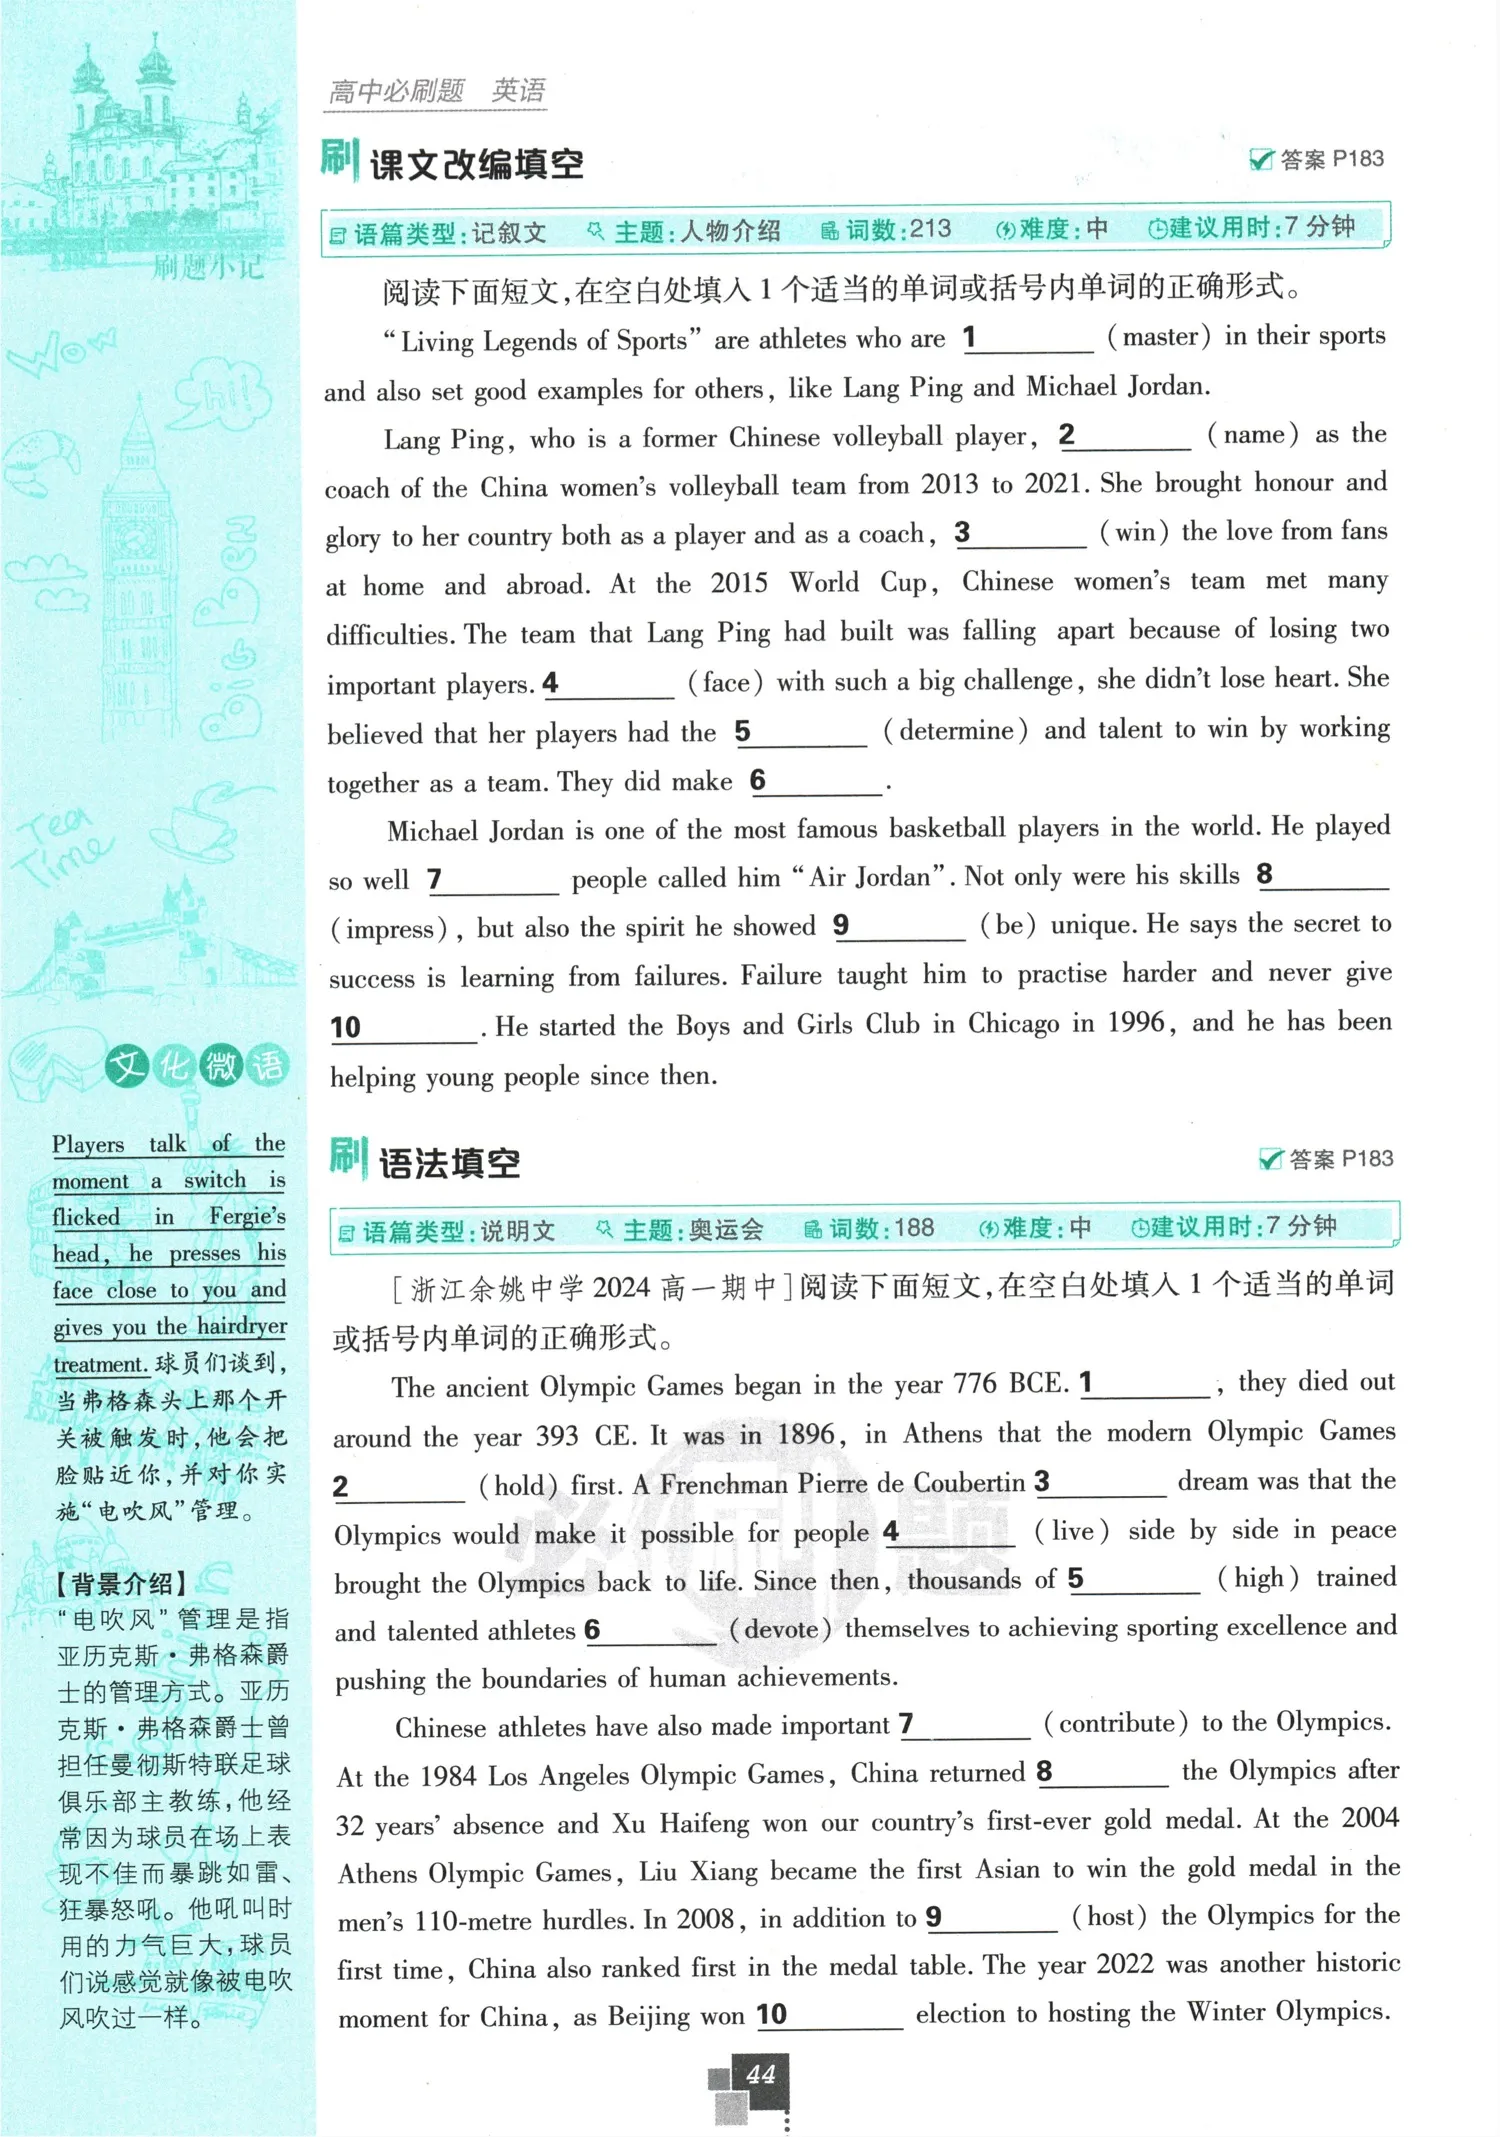 高中必刷题 英语
刷 课文改编填空
答案 P183
语篇类型:记叙文 主题:人物介绍 词数:213 难度:中 建议用时:7 分钟
阅读下面短文,在空白处填入 1 个适当的单词或括号内单词的正确形式。
“Living Legends of Sports” are athletes who are 1________ (master) in their sports
and also set good examples for others, like Lang Ping and Michael Jordan.
Lang Ping, who is a former Chinese volleyball player, 2________ (name) as the
coach of the China women’s volleyball team from 2013 to 2021. She brought honour and
glory to her country both as a player and as a coach, 3________ (win) the love from fans
at home and abroad. At the 2015 World Cup, Chinese women’s team met many
difficulties. The team that Lang Ping had built was falling apart because of losing two
important players. 4________ (face) with such a big challenge, she didn’t lose heart. She
believed that her players had the 5________ (determine) and talent to win by working
together as a team. They did make 6________.
Michael Jordan is one of the most famous basketball players in the world. He played
so well 7________ people called him “Air Jordan”. Not only were his skills 8________
(impress), but also the spirit he showed 9________ (be) unique. He says the secret to
success is learning from failures. Failure taught him to practise harder and never give
10________. He started the Boys and Girls Club in Chicago in 1996, and he has been
helping young people since then.
刷 语法填空
答案 P183
语篇类型:说明文 主题:奥运会 词数:188 难度:中 建议用时:7 分钟
[浙江余姚中学 2024 高一期中]阅读下面短文,在空白处填入 1 个适当的单词
或括号内单词的正确形式。
The ancient Olympic Games began in the year 776 BCE. 1________, they died out
around the year 393 CE. It was in 1896, in Athens that the modern Olympic Games
2________ (hold) first. A Frenchman Pierre de Coubertin 3________ dream was that the
Olympics would make it possible for people 4________ (live) side by side in peace
brought the Olympics back to life. Since then, thousands of 5________ (high) trained
and talented athletes 6________ (devote) themselves to achieving sporting excellence and
pushing the boundaries of human achievements.
Chinese athletes have also made important 7________ (contribute) to the Olympics.
At the 1984 Los Angeles Olympic Games, China returned 8________ the Olympics after
32 years’ absence and Xu Haifeng won our country’s first-ever gold medal. At the 2004
Athens Olympic Games, Liu Xiang became the first Asian to win the gold medal in the
men’s 110-metre hurdles. In 2008, in addition to 9________ (host) the Olympics for the
first time, China also ranked first in the medal table. The year 2022 was another historic
moment for China, as Beijing won 10________ election to hosting the Winter Olympics.
刷题小记
Wow
hi!
Big Ben
Tea
Time
文化微语
Players talk of the
moment a switch is
flicked in Fergie’s
head, he presses his
face close to you and
gives you the hairdryer
treatment. 球员们谈到,
当弗格森头上那个开
关被触发时,他会把
脸贴近你,并对你实
施“电吹风”管理。
【背景介绍】
“电吹风”管理是指
亚历克斯·弗格森爵
士的管理方式。亚历
克斯·弗格森爵士曾
担任曼彻斯特联足球
俱乐部主教练,他经
常因为球员在场上表
现不佳而暴跳如雷、
狂暴怒吼。他吼叫时
用的力气巨大,球员
们说感觉就像被电吹
风吹过一样。
必刷题
44